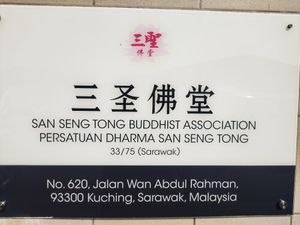 三聖
佛堂
三圣佛堂
SAN SENG TONG BUDDHIST ASSOCIATION
PERSATUAN DHARMA SAN SENG TONG
33/75 (Sarawak)
No. 620, Jalan Wan Abdul Rahman,
93300 Kuching, Sarawak, Malaysia